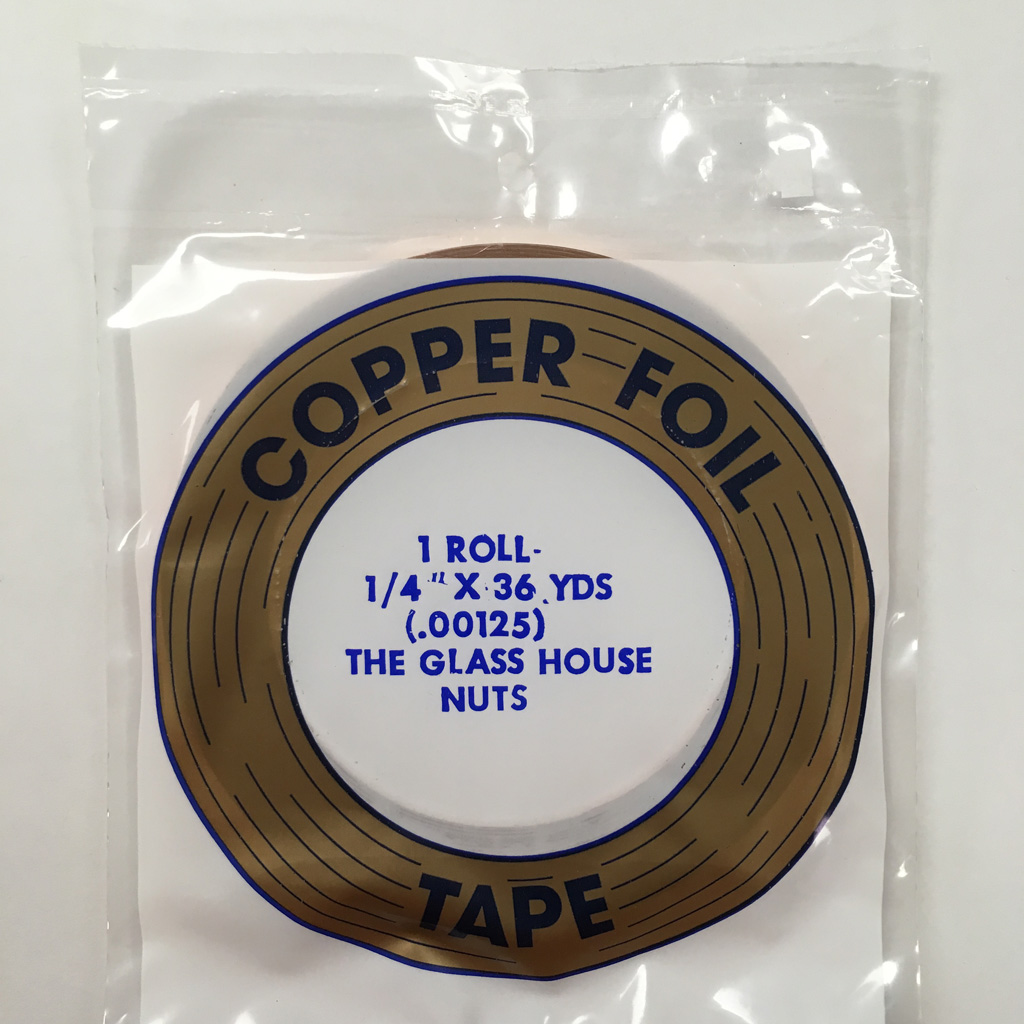 COPPER FOIL
1 ROLL-
1/4" X 36 YDS
(.00125)
THE GLASS HOUSE
NUTS
TAPE